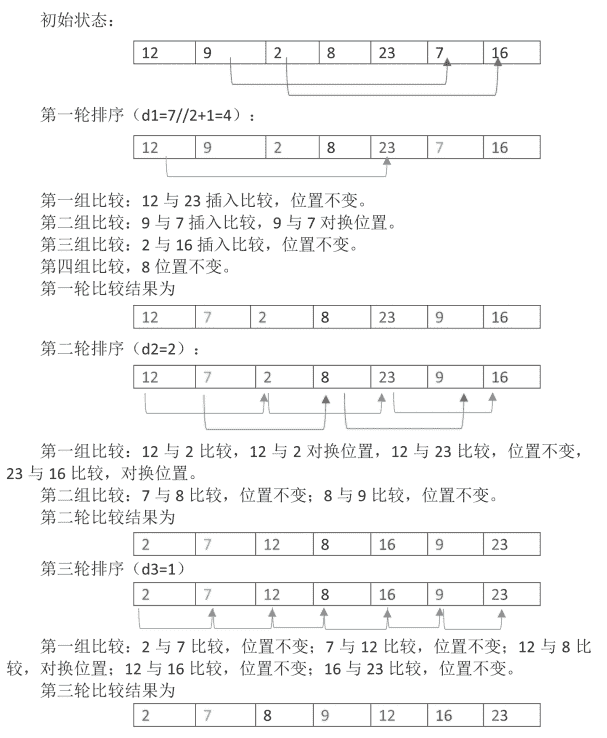 初始状态：
12 9 2 8 23 7 16
第一轮排序（d1=7//2+1=4）：
12 9 2 8 23 7 16
第一组比较：12 与 23 插入比较，位置不变。
第二组比较：9 与 7 插入比较，9 与 7 对换位置。
第三组比较：2 与 16 插入比较，位置不变。
第四组比较，8 位置不变。
第一轮比较结果为
12 7 2 8 23 9 16
第二轮排序（d2=2）：
12 7 2 8 23 9 16
第一组比较：12 与 2 比较，12 与 2 对换位置，12 与 23 比较，位置不变，
23 与 16 比较，对换位置。
第二组比较：7 与 8 比较，位置不变；8 与 9 比较，位置不变。
第二轮比较结果为
2 7 12 8 16 9 23
第三轮排序（d3=1）
2 7 12 8 16 9 23
第一组比较：2 与 7 比较，位置不变；7 与 12 比较，位置不变；12 与 8 比
较，对换位置；12 与 16 比较，位置不变；16 与 23 比较，位置不变。
第三轮比较结果为
2 7 8 9 12 16 23